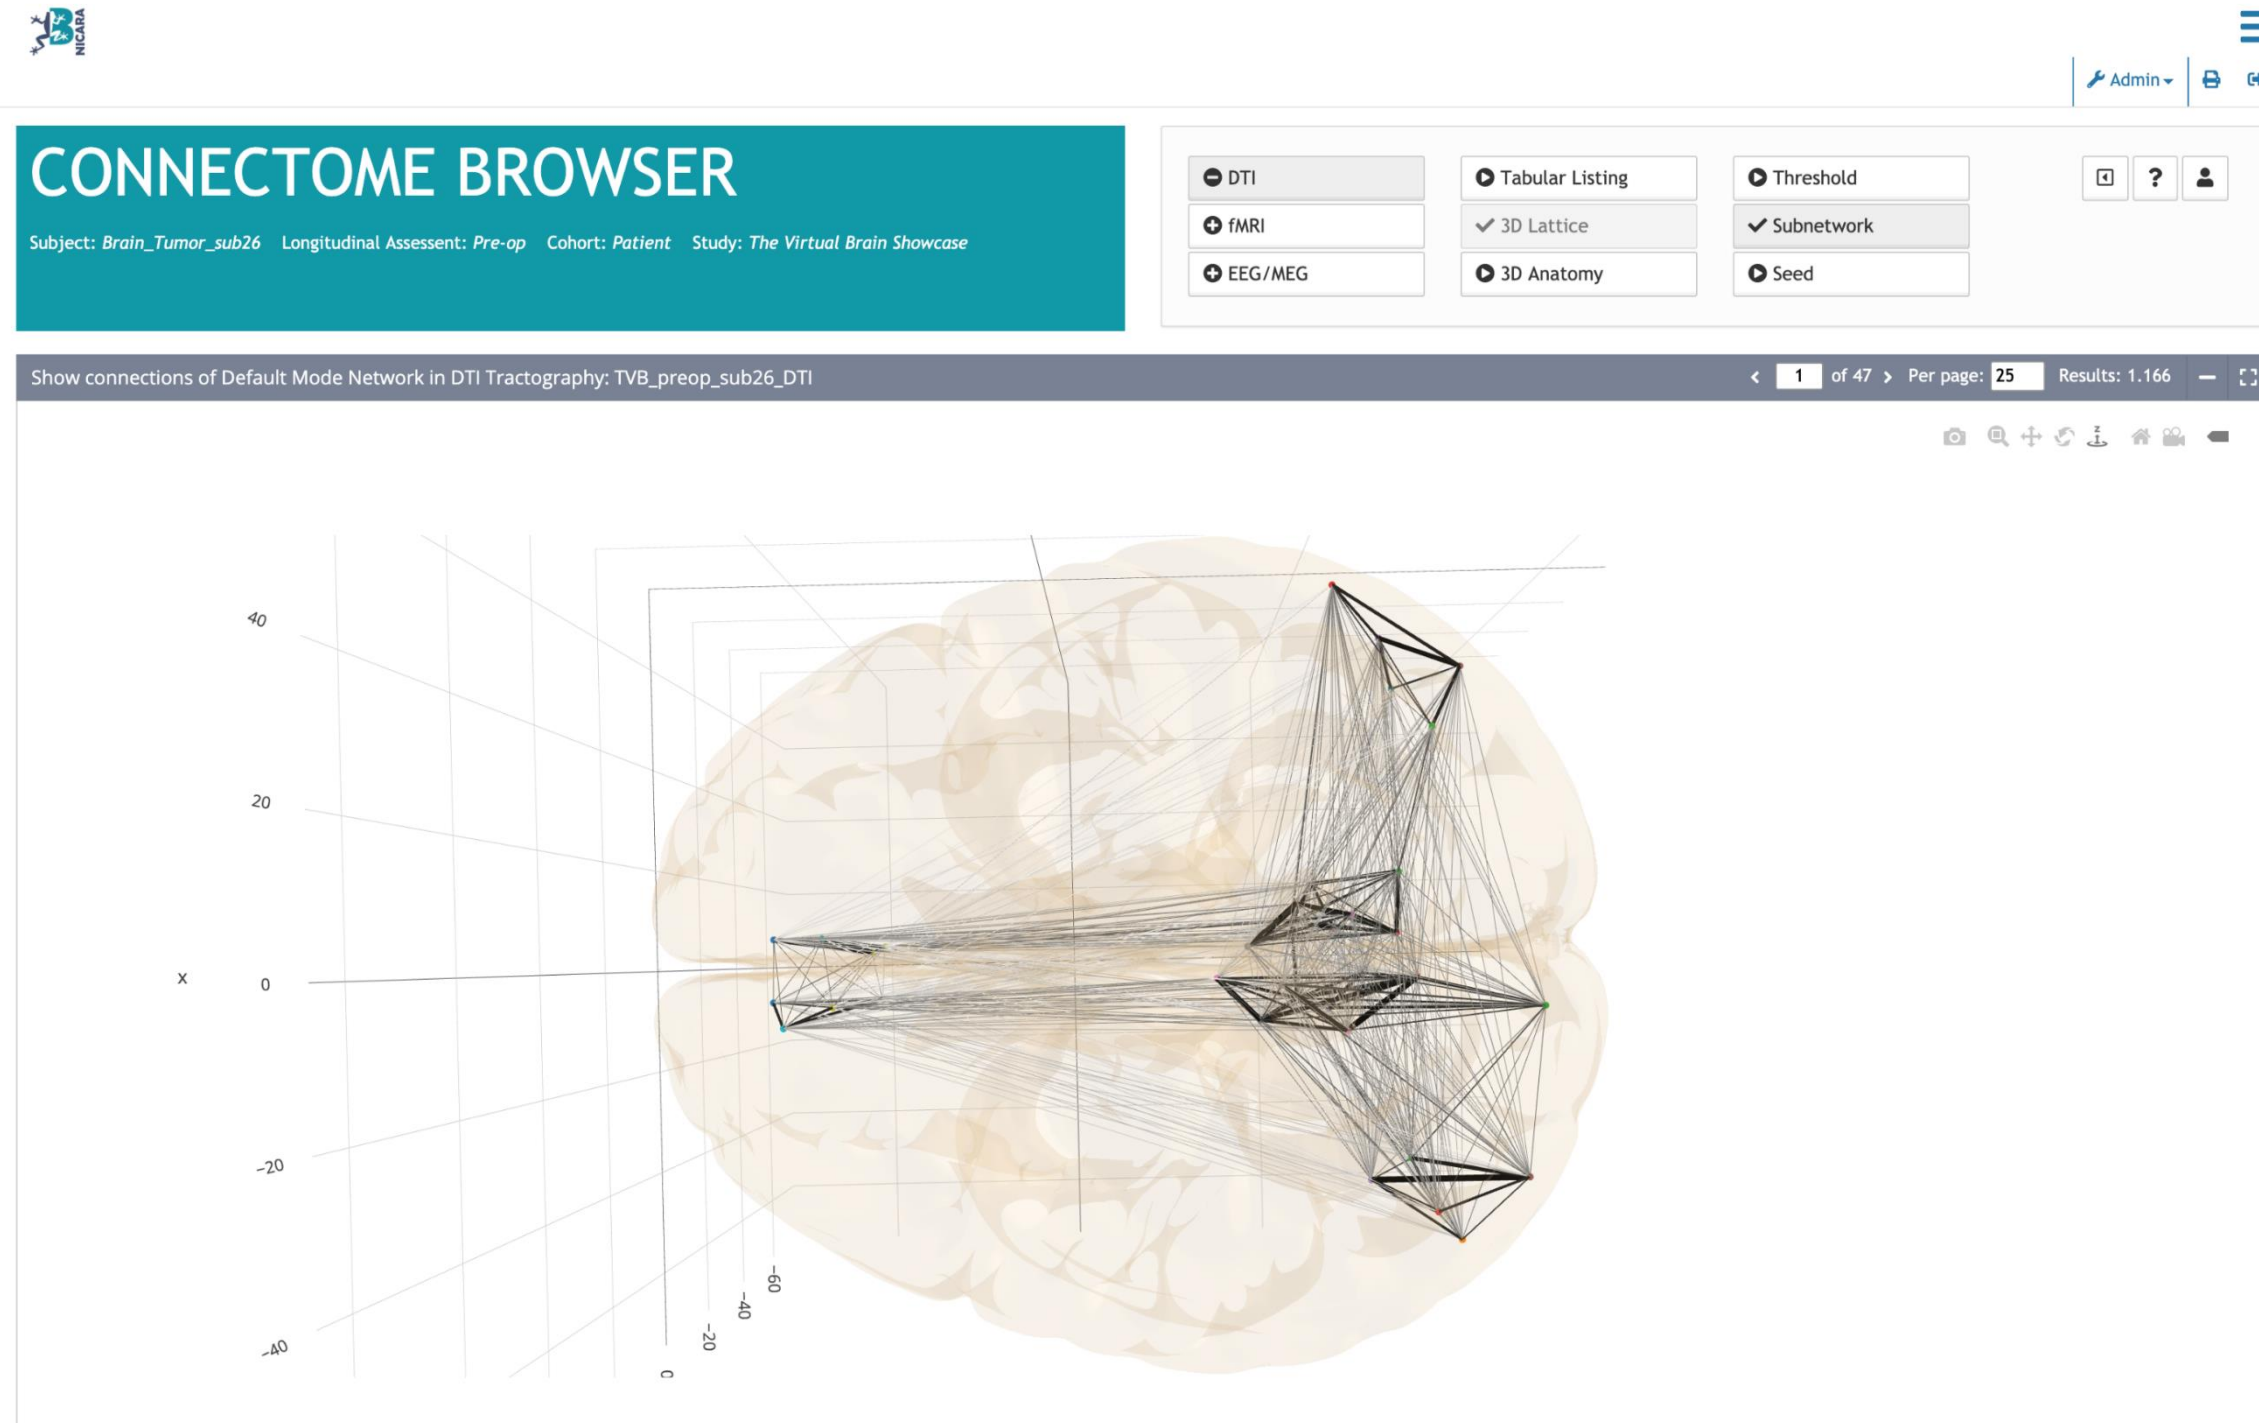 NICARA
Admin
CONNECTOME BROWSER
Subject: Brain_Tumor_sub26 Longitudinal Assessent: Pre-op Cohort: Patient Study: The Virtual Brain Showcase
DTI
Tabular Listing
Threshold
?
fMRI
3D Lattice
Subnetwork
EEG/MEG
3D Anatomy
Seed
Show connections of Default Mode Network in DTI Tractography: TVB_preop_sub26_DTI
1 of 47 Per page: 25 Results: 1.166
z
40
20
x
0
−20
−40
−60
−40
−20
0